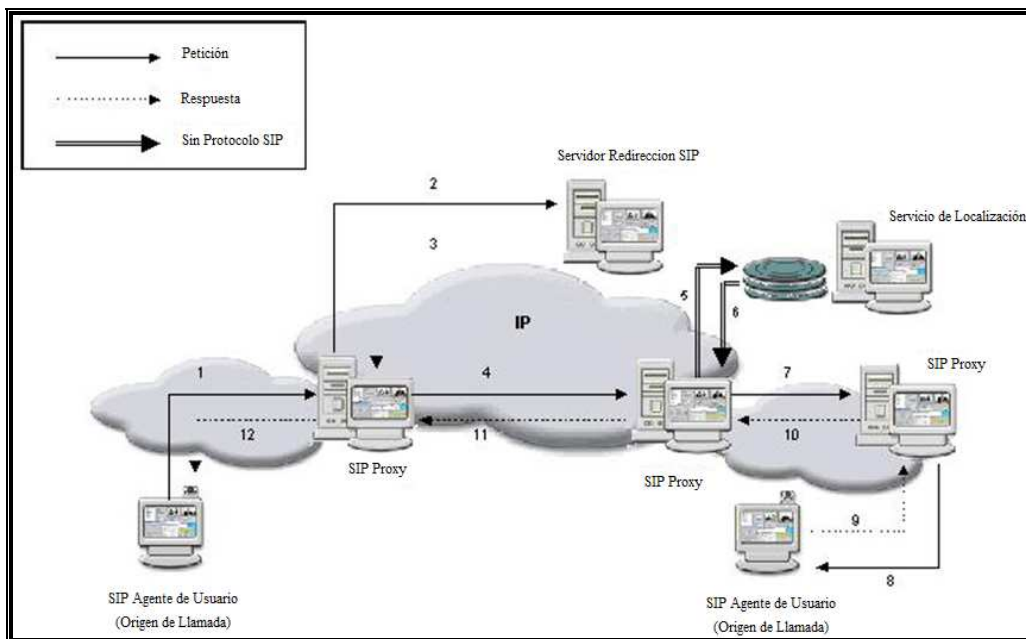 Petición
Respuesta
Sin Protocolo SIP
Servidor Redireccion SIP
Servicio de Localización
2
3
5
6
IP
1
4
7
SIP Proxy
12
11
10
SIP Proxy
SIP Proxy
9
8
SIP Agente de Usuario
(Origen de Llamada)
SIP Agente de Usuario
(Origen de Llamada)